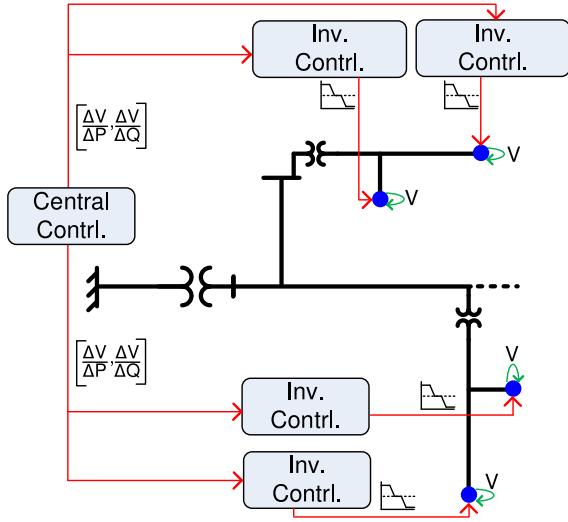 Inv.
Contrl.
Inv.
Contrl.
[ΔV/ΔP, ΔV/ΔQ]
V
V
Central
Contrl.
[ΔV/ΔP, ΔV/ΔQ]
V
Inv.
Contrl.
Inv.
Contrl.
V